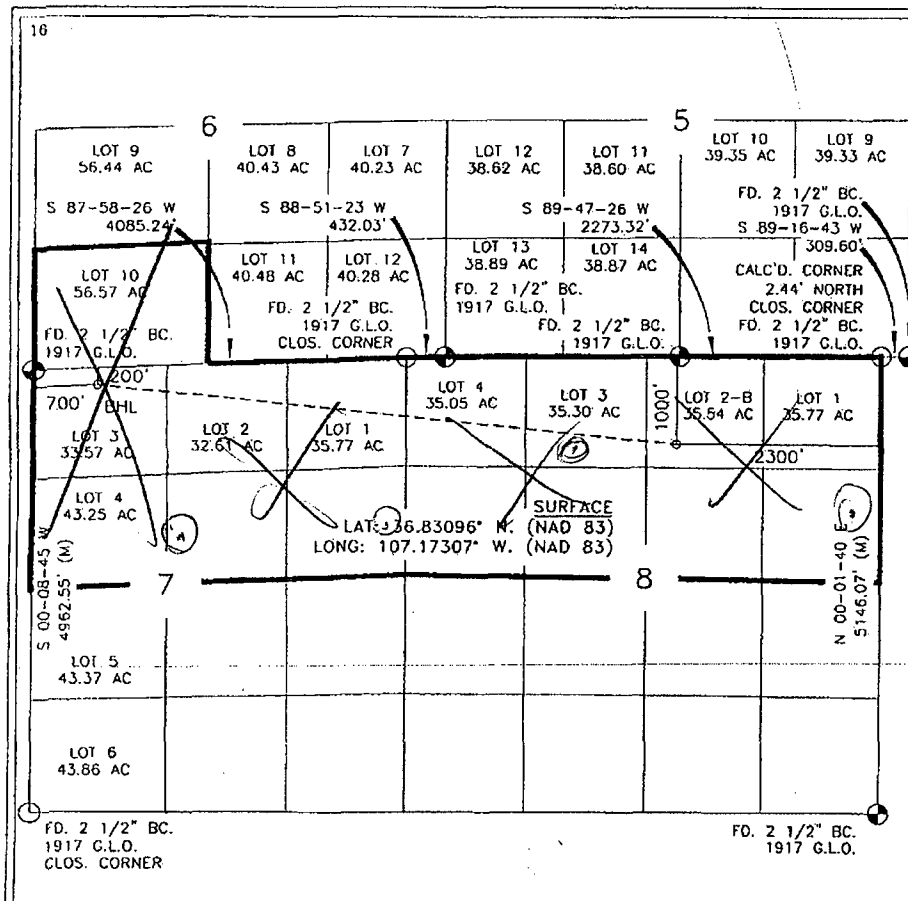 16
6
5
LOT 9
56.44 AC
LOT 8
40.43 AC
LOT 7
40.23 AC
LOT 12
38.62 AC
LOT 11
38.60 AC
LOT 10
39.35 AC
LOT 9
39.33 AC
S 87-58-26 W
4085.24'
S 88-51-23 W
432.03'
S 89-47-26 W
2273.32'
FD. 2 1/2" BC.
1917 G.L.O.
S 89-16-43 W
309.60'
LOT 10
56.57 AC
LOT 11
40.48 AC
LOT 12
40.28 AC
LOT 13
38.89 AC
LOT 14
38.87 AC
CALC'D. CORNER
2.44' NORTH
CLOS. CORNER
FD. 2 1/2" BC.
1917 G.L.O.
FD. 2 1/2" BC.
1917 G.L.O.
FD. 2 1/2" BC.
1917 G.L.O.
CLOS. CORNER
FD. 2 1/2" BC.
1917 G.L.O.
FD. 2 1/2" BC.
1917 G.L.O.
200'
700'
BHL
LOT 3
33.57 AC
LOT 2
AC
LOT 1
35.77 AC
LOT 4
35.05 AC
LOT 3
35.30 AC
1000'
LOT 2-B
35.54 AC
LOT 1
35.77 AC
2300'
LOT 4
43.25 AC
SURFACE
LAT: 36.83096° N. (NAD 83)
LONG: 107.17307° W. (NAD 83)
7
8
S 00-08-45 W
4962.55' (M)
N 00-01-40 E
5146.07' (M)
LOT 5
43.37 AC
LOT 6
43.86 AC
FD. 2 1/2" BC.
1917 G.L.O.
CLOS. CORNER
FD. 2 1/2" BC.
1917 G.L.O.